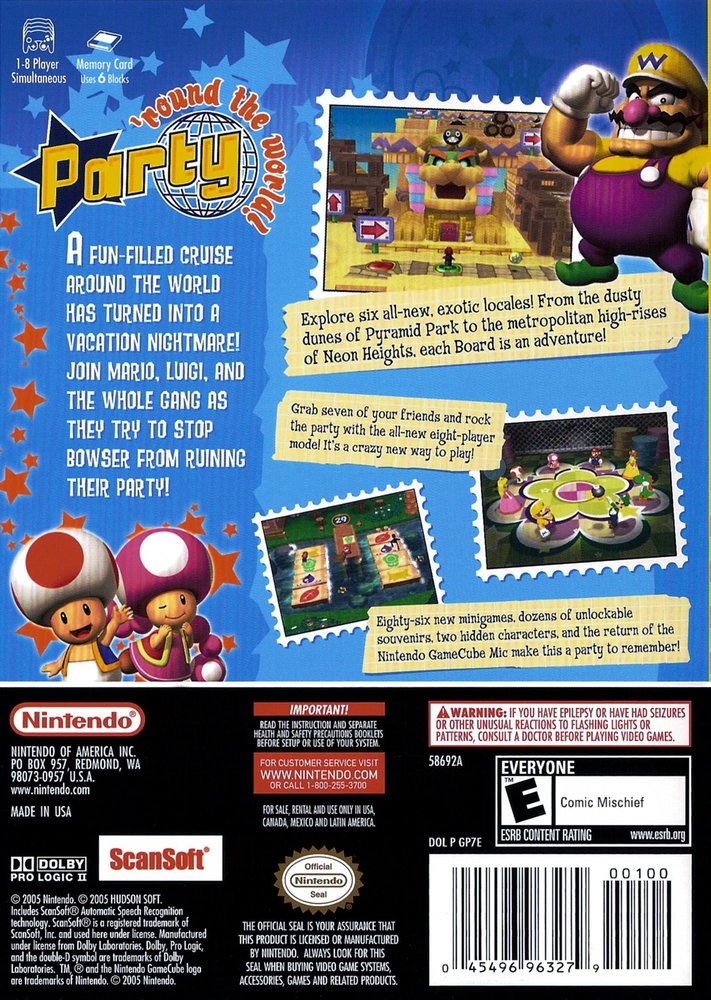 1-8 Player
Simultaneous
Memory Card
Uses 6 Blocks
'round the world!
Party
A FUN-FILLED CRUISE
AROUND THE WORLD
HAS TURNED INTO A
VACATION NIGHTMARE!
JOIN MARIO, LUIGI, AND
THE WHOLE GANG AS
THEY TRY TO STOP
BOWSER FROM RUINING
THEIR PARTY!
W
Explore six all-new, exotic locales! From the dusty
dunes of Pyramid Park to the metropolitan high-rises
of Neon Heights, each Board is an adventure!
Grab seven of your friends and rock
the party with the all-new eight-player
mode! It's a crazy new way to play!
29
Eighty-six new minigames, dozens of unlockable
souvenirs, two hidden characters, and the return of the
Nintendo GameCube Mic make this a party to remember!
Nintendo®
NINTENDO OF AMERICA INC.
PO BOX 957, REDMOND, WA
98073-0957 U.S.A.
www.nintendo.com
MADE IN USA
DOLBY
PRO LOGIC II
ScanSoft®
© 2005 Nintendo. © 2005 HUDSON SOFT.
Includes ScanSoft® Automatic Speech Recognition
technology. ScanSoft® is a registered trademark of
ScanSoft, Inc. and used here under license. Manufactured
under license from Dolby Laboratories. Dolby, Pro Logic,
and the double-D symbol are trademarks of Dolby
Laboratories. TM, ® and the Nintendo GameCube logo
are trademarks of Nintendo. © 2005 Nintendo.
IMPORTANT!
READ THE INSTRUCTION AND SEPARATE
HEALTH AND SAFETY PRECAUTIONS BOOKLETS
BEFORE SETUP OR USE OF YOUR SYSTEM.
FOR CUSTOMER SERVICE VISIT
WWW.NINTENDO.COM
OR CALL 1-800-255-3700
FOR SALE, RENTAL AND USE ONLY IN USA,
CANADA, MEXICO AND LATIN AMERICA.
Official
Nintendo
Seal
THE OFFICIAL SEAL IS YOUR ASSURANCE THAT
THIS PRODUCT IS LICENSED OR MANUFACTURED
BY NINTENDO. ALWAYS LOOK FOR THIS
SEAL WHEN BUYING VIDEO GAME SYSTEMS,
ACCESSORIES, GAMES AND RELATED PRODUCTS.
WARNING: IF YOU HAVE EPILEPSY OR HAVE HAD SEIZURES
OR OTHER UNUSUAL REACTIONS TO FLASHING LIGHTS OR
PATTERNS, CONSULT A DOCTOR BEFORE PLAYING VIDEO GAMES.
58692A
EVERYONE
TM
E
Comic Mischief
ESRB CONTENT RATING www.esrb.org
DOL P GP7E
00100
0 45496 96327 9